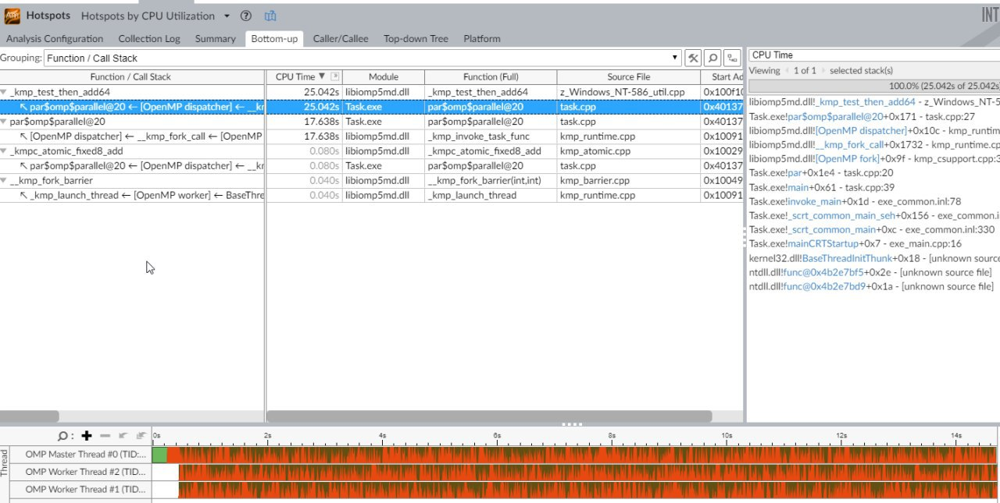 Hotspots Hotspots by CPU Utilization ? INT
Analysis Configuration Collection Log Summary Bottom-up Caller/Callee Top-down Tree Platform
Grouping: Function / Call Stack
Function / Call Stack CPU Time ▼ » Module Function (Full) Source File Start Ad
_kmp_test_then_add64 25.042s libiomp5md.dll _kmp_test_then_add64 z_Windows_NT-586_util.cpp 0x100f10
↖ par$omp$parallel@20 ← [OpenMP dispatcher] ← __kr 25.042s Task.exe par$omp$parallel@20 task.cpp 0x40137
par$omp$parallel@20 17.638s Task.exe par$omp$parallel@20 task.cpp 0x40137
↖ [OpenMP dispatcher] ← __kmp_fork_call ← [OpenMP 17.638s libiomp5md.dll _kmp_invoke_task_func kmp_runtime.cpp 0x10091
_kmpc_atomic_fixed8_add 0.080s libiomp5md.dll _kmpc_atomic_fixed8_add kmp_atomic.cpp 0x10029
↖ par$omp$parallel@20 ← [OpenMP dispatcher] ← __kr 0.080s Task.exe par$omp$parallel@20 task.cpp 0x40137
__kmp_fork_barrier 0.040s libiomp5md.dll __kmp_fork_barrier(int,int) kmp_barrier.cpp 0x10049
↖ _kmp_launch_thread ← [OpenMP worker] ← BaseThre 0.040s libiomp5md.dll _kmp_launch_thread kmp_runtime.cpp 0x10091
CPU Time
Viewing 1 of 1 selected stack(s)
100.0% (25.042s of 25.042s)
libiomp5md.dll!_kmp_test_then_add64 - z_Windows_NT-5
Task.exe!par$omp$parallel@20+0x171 - task.cpp:27
libiomp5md.dll![OpenMP dispatcher]+0x10c - kmp_runtim
libiomp5md.dll!__kmp_fork_call+0x1732 - kmp_runtime.cp
libiomp5md.dll![OpenMP fork]+0x9f - kmp_csupport.cpp:3
Task.exe!par+0x1e4 - task.cpp:20
Task.exe!main+0x61 - task.cpp:39
Task.exe!invoke_main+0x1d - exe_common.inl:78
Task.exe!_scrt_common_main_seh+0x156 - exe_common.i
Task.exe!_scrt_common_main+0xc - exe_common.inl:330
Task.exe!mainCRTStartup+0x7 - exe_main.cpp:16
kernel32.dll!BaseThreadInitThunk+0x18 - [unknown source
ntdll.dll!func@0x4b2e7bf5+0x2e - [unknown source file]
ntdll.dll!func@0x4b2e7bd9+0x1a - [unknown source file]
0s 2s 4s 6s 8s 10s 12s 14s
Thread
OMP Master Thread #0 (TID:...
OMP Worker Thread #2 (TID...
OMP Worker Thread #1 (TID...